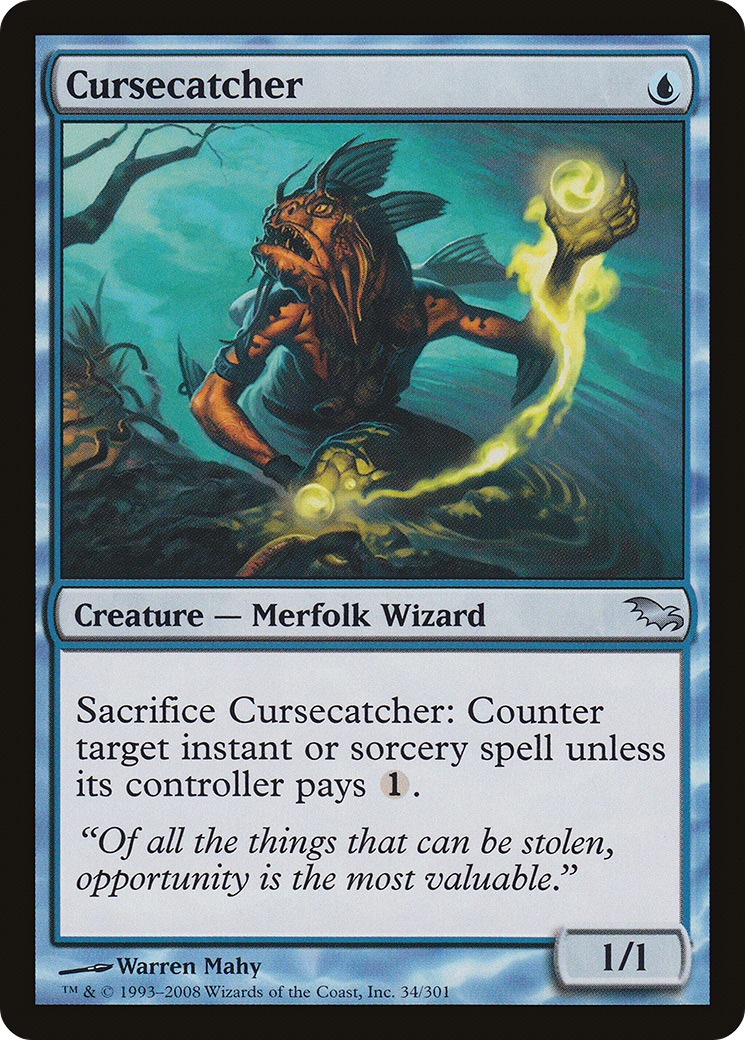 Cursecatcher
Creature — Merfolk Wizard
Sacrifice Cursecatcher: Counter
target instant or sorcery spell unless
its controller pays 1.
“Of all the things that can be stolen,
opportunity is the most valuable.”
1/1
Warren Mahy
™ & © 1993–2008 Wizards of the Coast, Inc. 34/301